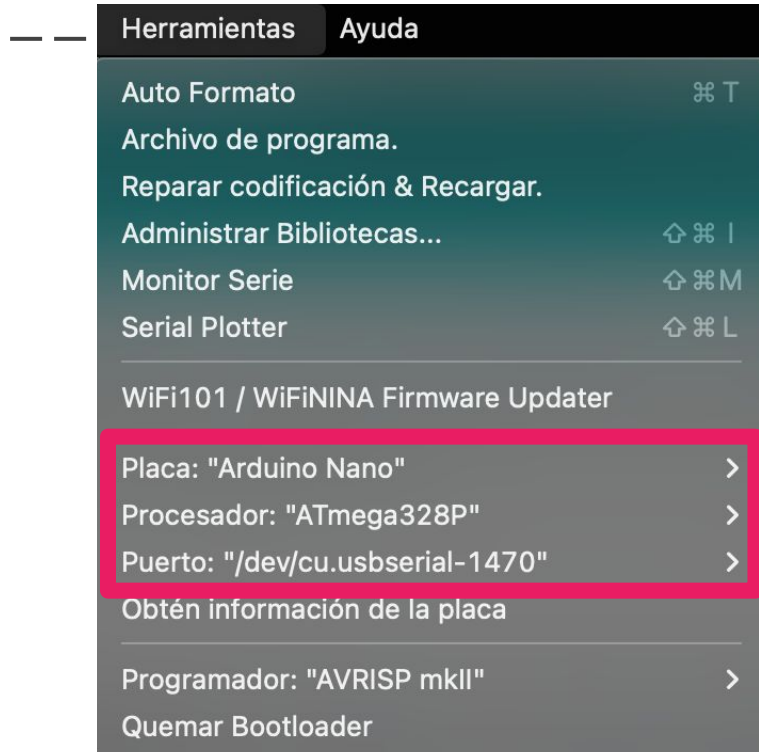 Herramientas Ayuda
Auto Formato ⌘ T
Archivo de programa.
Reparar codificación & Recargar.
Administrar Bibliotecas... ⇧ ⌘ I
Monitor Serie ⇧ ⌘ M
Serial Plotter ⇧ ⌘ L
WiFi101 / WiFiNINA Firmware Updater
Placa: "Arduino Nano" >
Procesador: "ATmega328P" >
Puerto: "/dev/cu.usbserial-1470" >
Obtén información de la placa
Programador: "AVRISP mkII" >
Quemar Bootloader